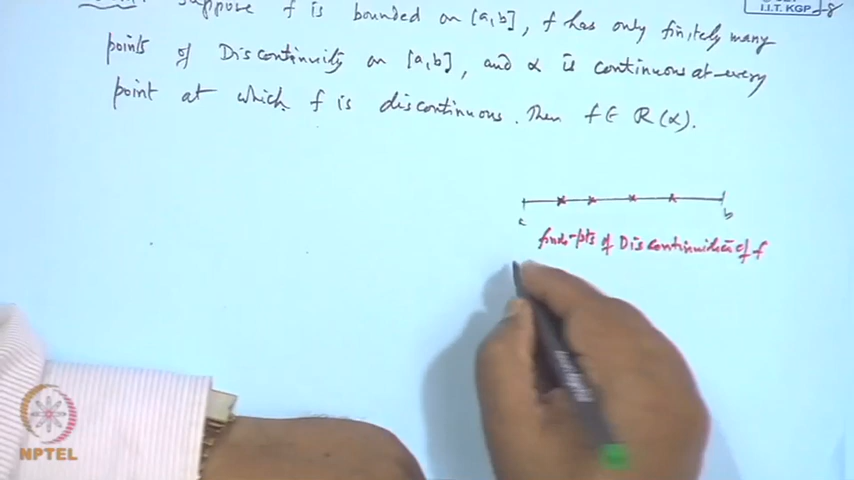 Suppose f is bounded on [a,b], f has only finitely many
I.I.T. KGP
points of Discontinuity on [a,b], and α is continuous at every
point at which f is discontinuous. Then f ∈ R(α).
a b
pts of Discontinuities of f
NPTEL